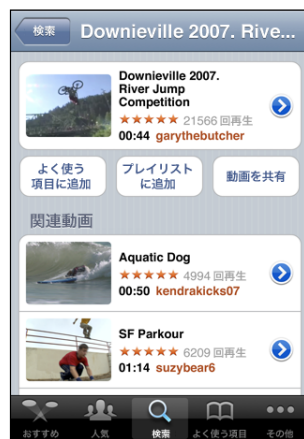 検索
Downieville 2007. Rive...
Downieville 2007.
River Jump
Competition
★★★★★ 21566 回再生
00:44 garythebutcher
よく使う
項目に追加
プレイリスト
に追加
動画を共有
関連動画
Aquatic Dog
★★★★★ 4994 回再生
00:50 kendrakicks07
SF Parkour
★★★★★ 6209 回再生
01:14 suzybear6
おすすめ
人気
検索
よく使う項目
その他